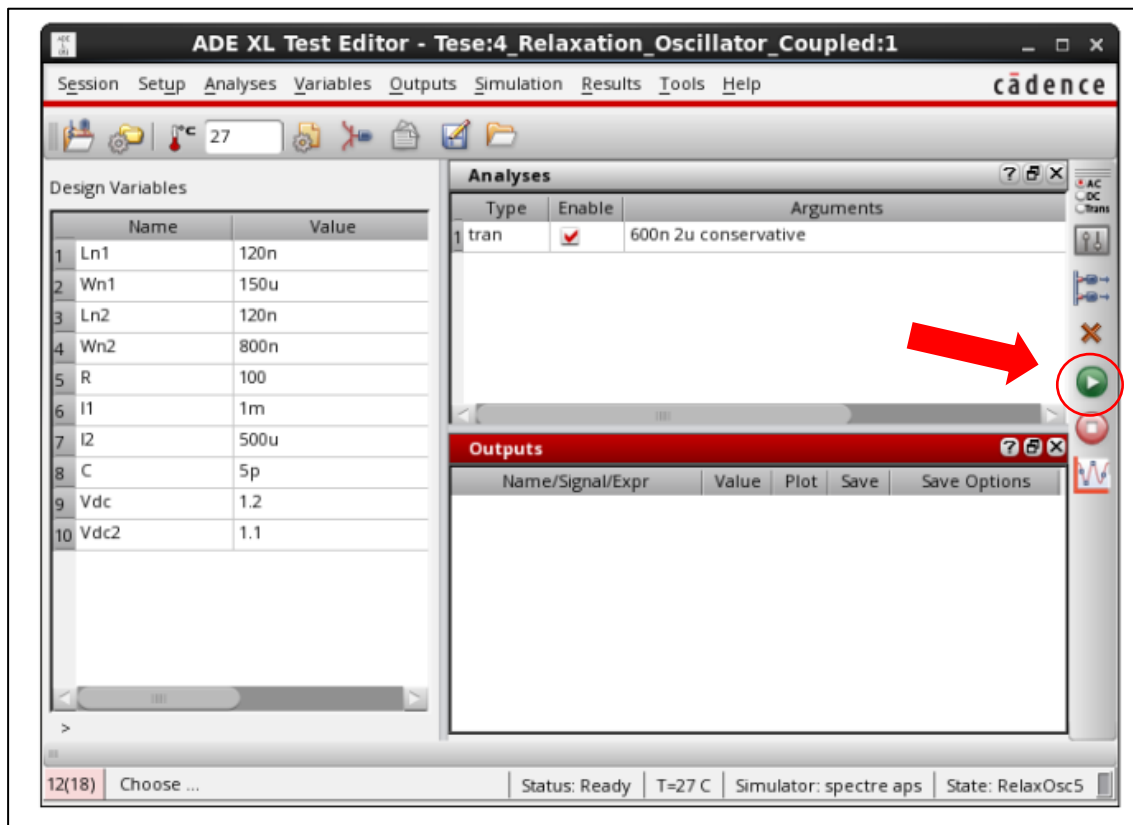 ADE XL Test Editor - Tese:4_Relaxation_Oscillator_Coupled:1
Session Setup Analyses Variables Outputs Simulation Results Tools Help cādence
°C 27
Design Variables
Name Value
1 Ln1 120n
2 Wn1 150u
3 Ln2 120n
4 Wn2 800n
5 R 100
6 I1 1m
7 I2 500u
8 C 5p
9 Vdc 1.2
10 Vdc2 1.1
>
Analyses
Type Enable Arguments
1 tran 600n 2u conservative
AC
DC
Trans
Outputs
Name/Signal/Expr Value Plot Save Save Options
12(18) Choose ... Status: Ready T=27 C Simulator: spectre aps State: RelaxOsc5